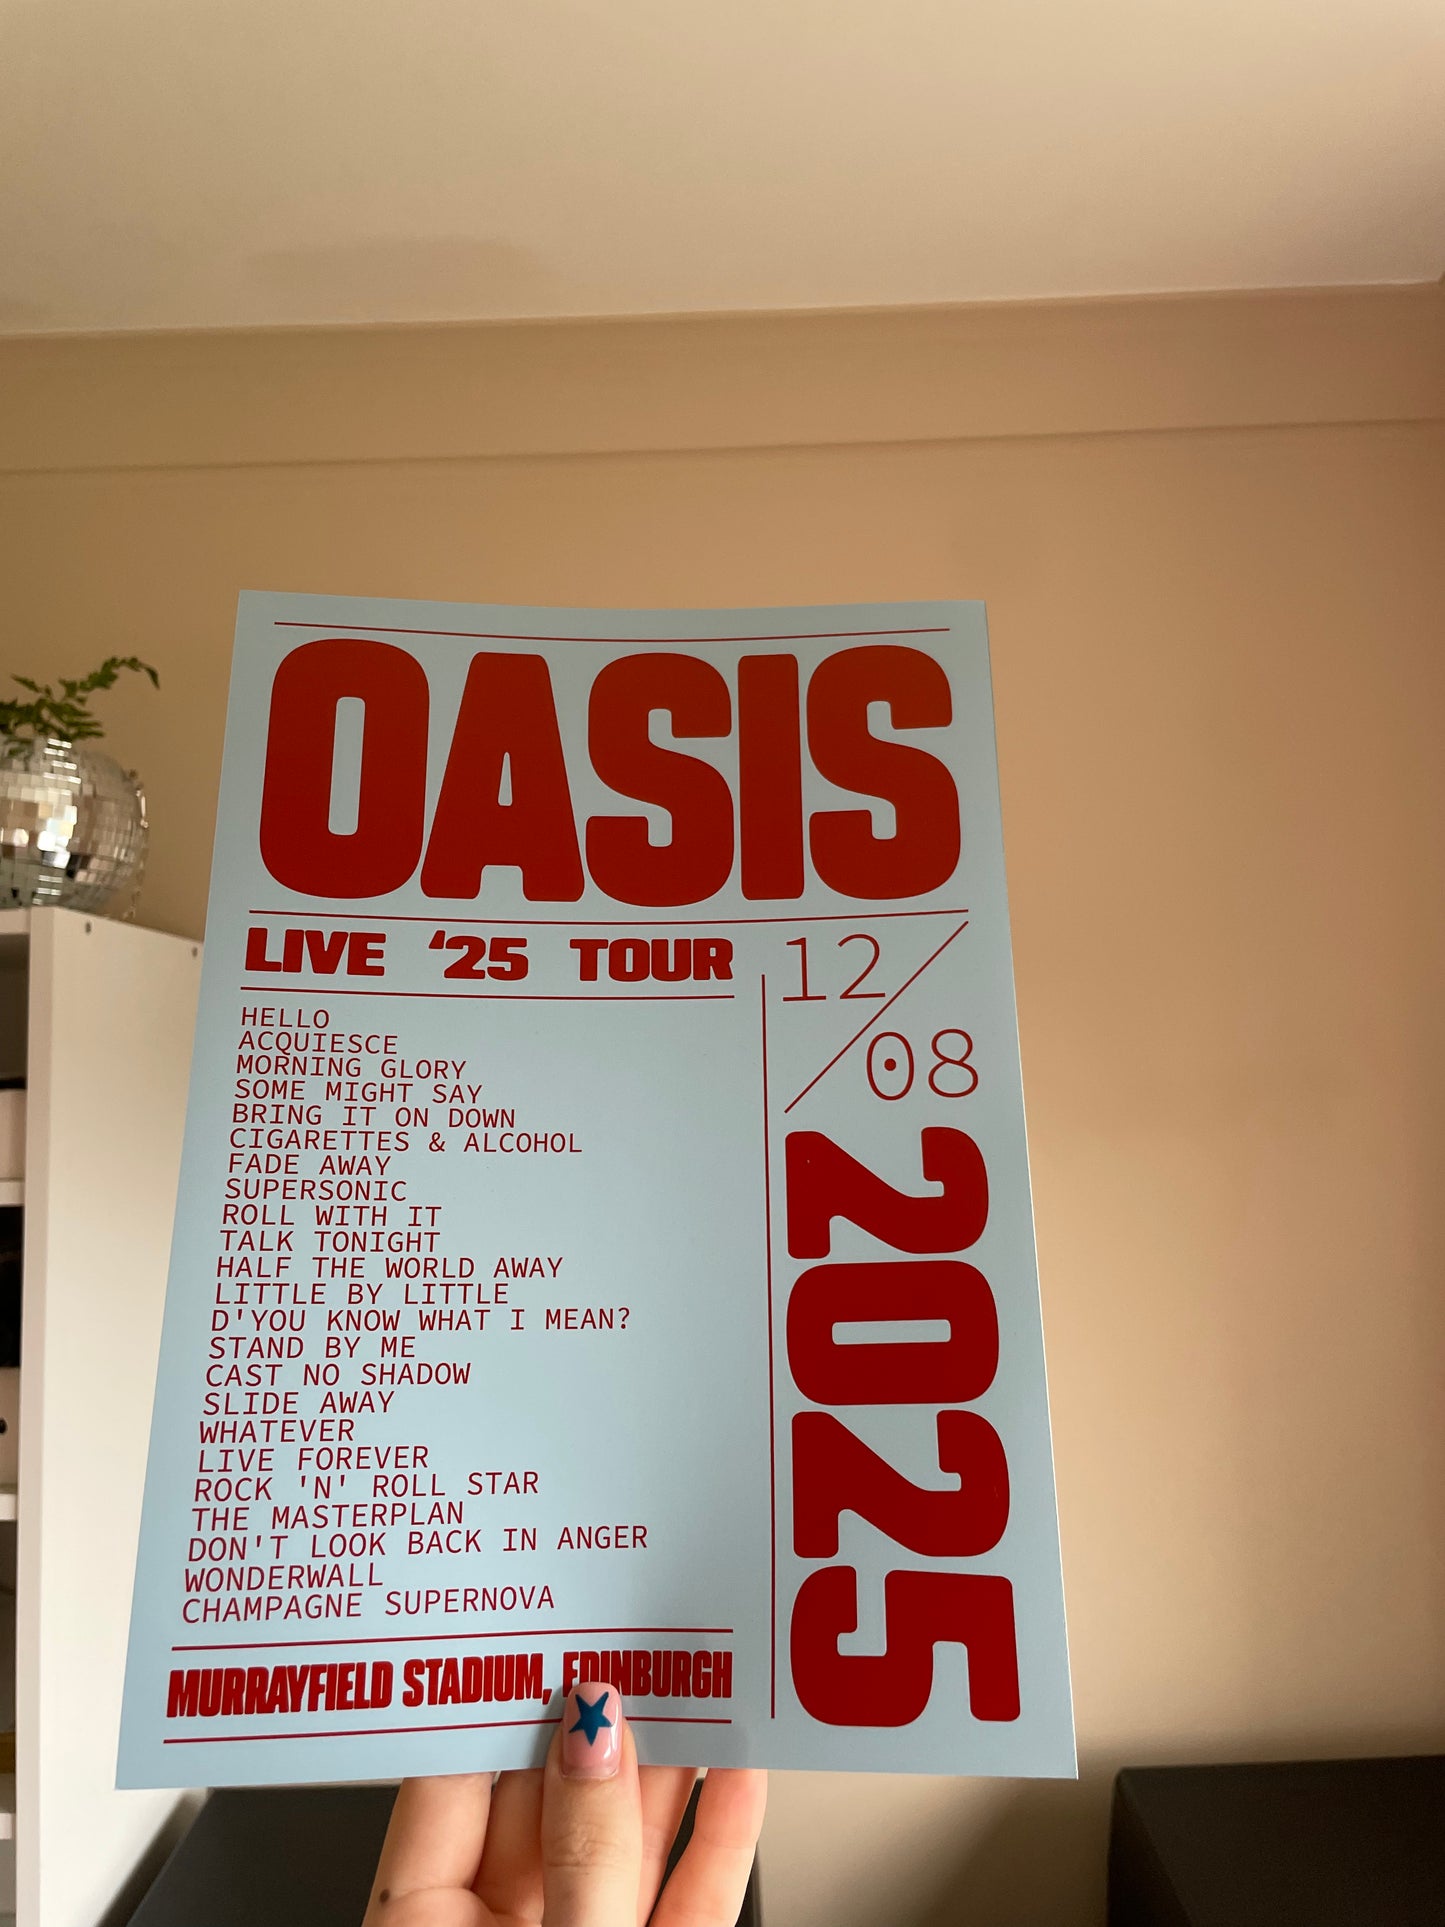 OASIS
LIVE ‘25 TOUR
12
08
2025
HELLO
ACQUIESCE
MORNING GLORY
SOME MIGHT SAY
BRING IT ON DOWN
CIGARETTES & ALCOHOL
FADE AWAY
SUPERSONIC
ROLL WITH IT
TALK TONIGHT
HALF THE WORLD AWAY
LITTLE BY LITTLE
D'YOU KNOW WHAT I MEAN?
STAND BY ME
CAST NO SHADOW
SLIDE AWAY
WHATEVER
LIVE FOREVER
ROCK 'N' ROLL STAR
THE MASTERPLAN
DON'T LOOK BACK IN ANGER
WONDERWALL
CHAMPAGNE SUPERNOVA
MURRAYFIELD STADIUM, EDINBURGH